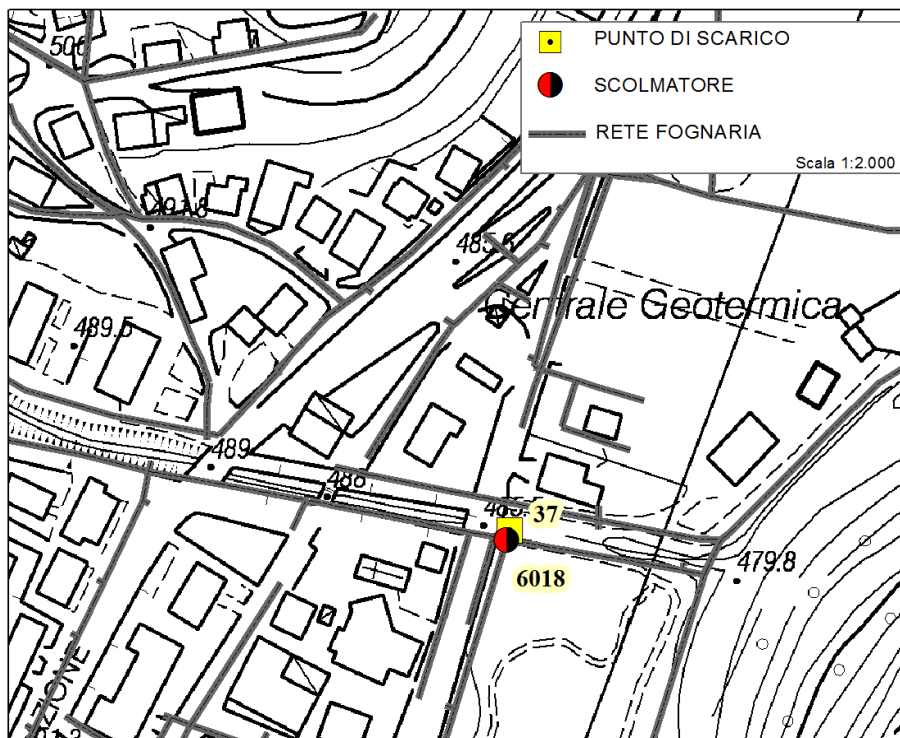 PUNTO DI SCARICO
SCOLMATORE
RETE FOGNARIA
Scala 1:2.000
485.6
Centrale Geotermica
489.5
489
488
37
6018
479.8